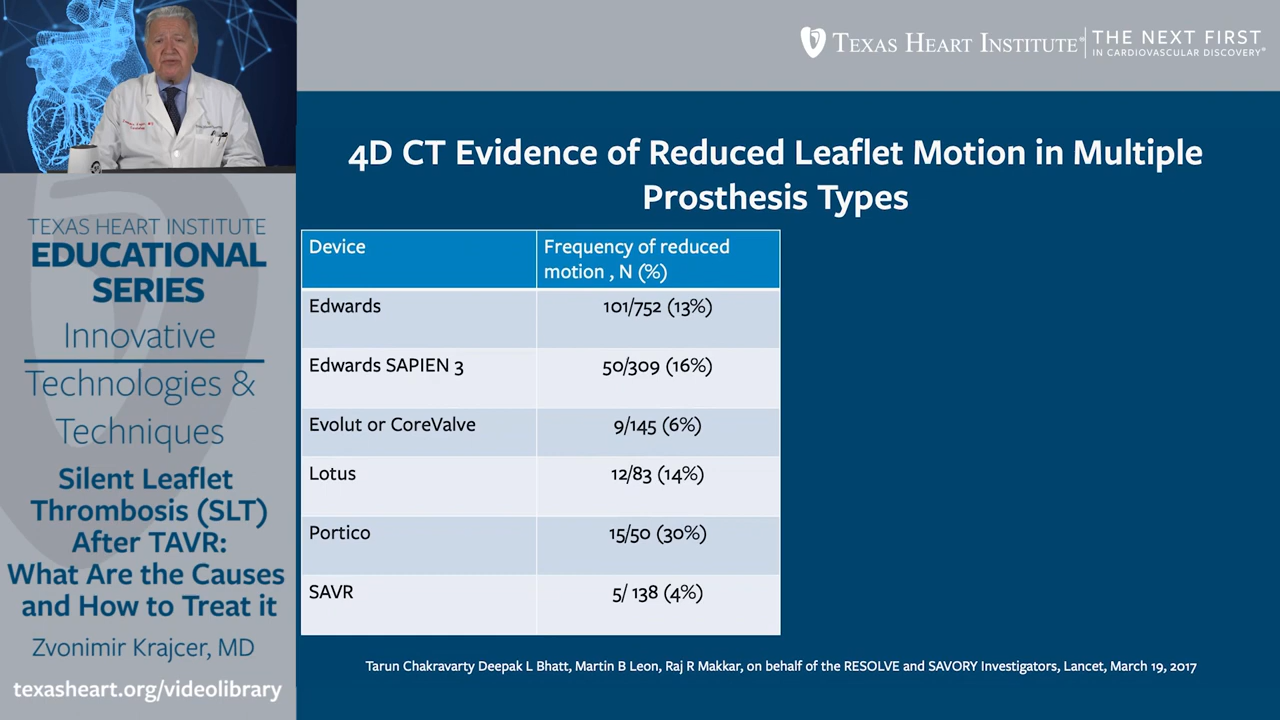 TEXAS HEART INSTITUTE®
THE NEXT FIRST
IN CARDIOVASCULAR DISCOVERY®
TEXAS HEART INSTITUTE
EDUCATIONAL
SERIES
Innovative
Technologies &
Techniques
Silent Leaflet
Thrombosis (SLT)
After TAVR:
What Are the Causes
and How to Treat it
Zvonimir Krajcer, MD
texasheart.org/videolibrary
4D CT Evidence of Reduced Leaflet Motion in Multiple
Prosthesis Types
Device
Frequency of reduced
motion , N (%)
Edwards
101/752 (13%)
Edwards SAPIEN 3
50/309 (16%)
Evolut or CoreValve
9/145 (6%)
Lotus
12/83 (14%)
Portico
15/50 (30%)
SAVR
5/ 138 (4%)
Tarun Chakravarty Deepak L Bhatt, Martin B Leon, Raj R Makkar, on behalf of the RESOLVE and SAVORY Investigators, Lancet, March 19, 2017